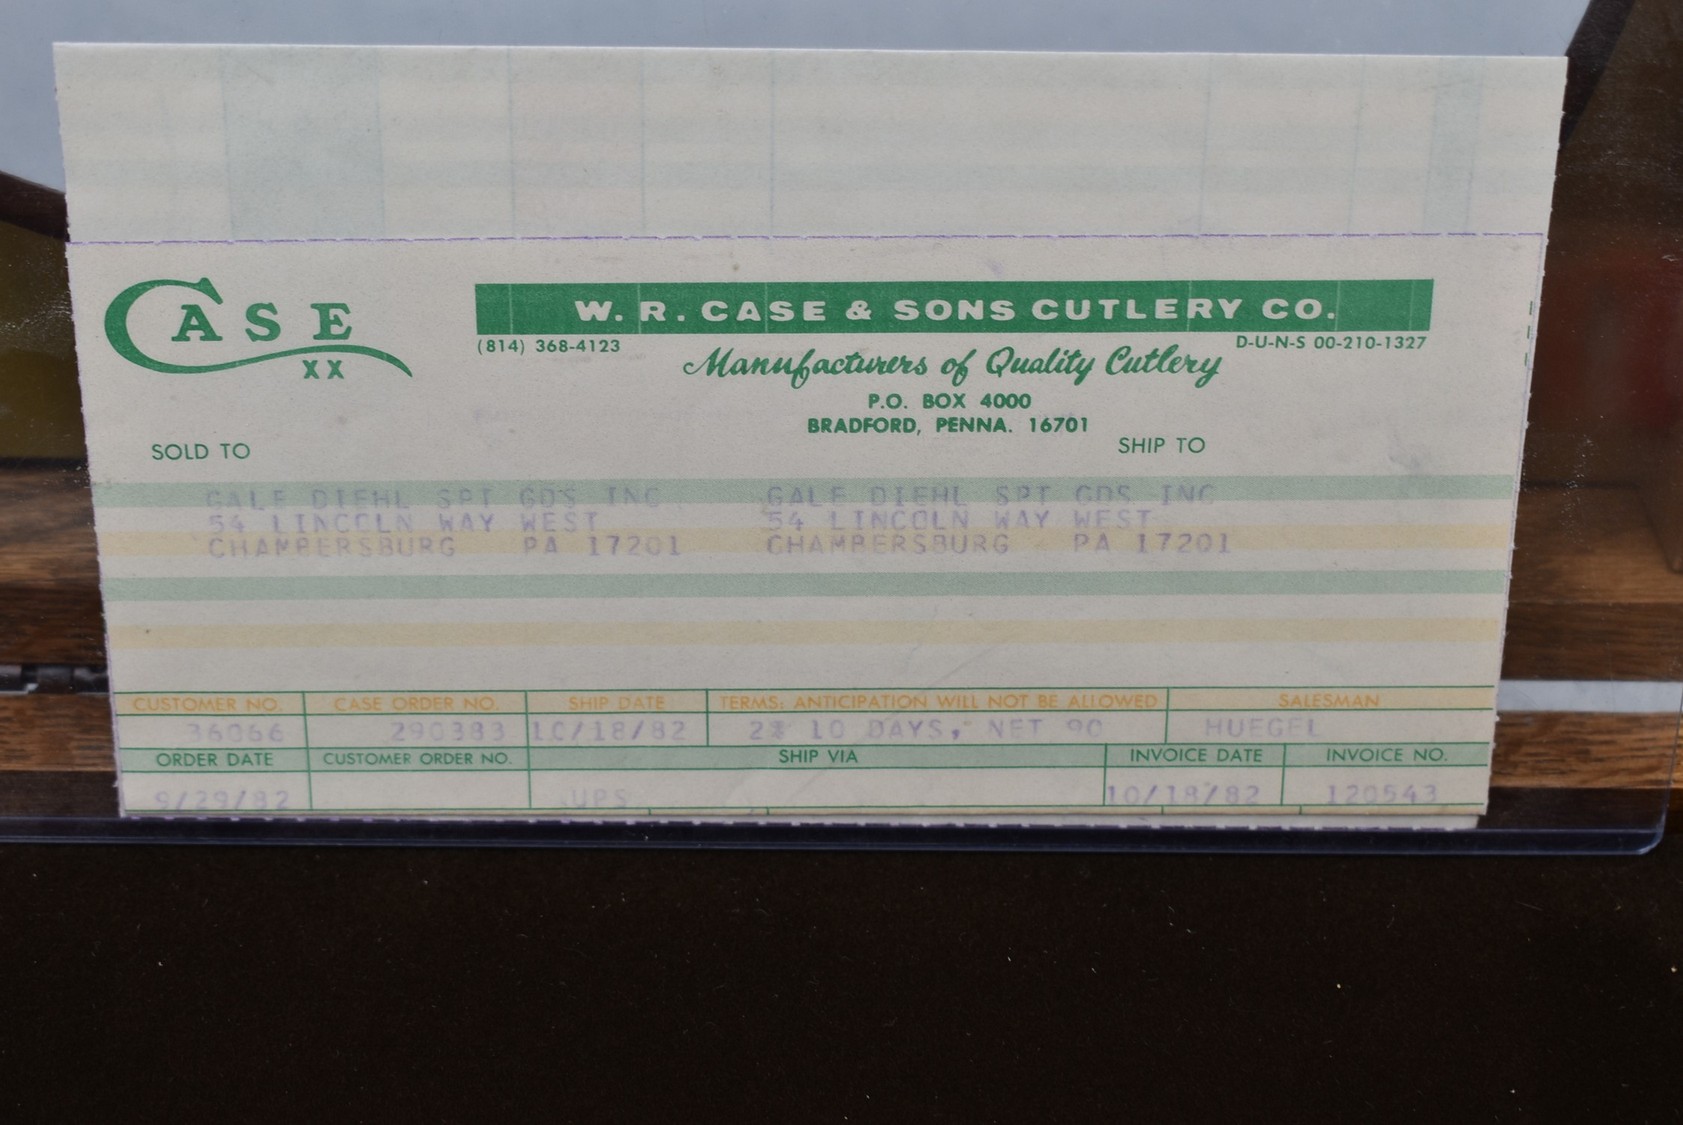 CASE XX
W. R. CASE & SONS CUTLERY CO.
(814) 368-4123
D-U-N-S 00-210-1327
Manufacturers of Quality Cutlery
P.O. BOX 4000
BRADFORD, PENNA. 16701
SOLD TO
SHIP TO
GALE DIEHL SPT GDS INC GALE DIEHL SPT GDS INC
54 LINCOLN WAY WEST 54 LINCOLN WAY WEST
CHAMBERSBURG PA 17201 CHAMBERSBURG PA 17201
CUSTOMER NO. CASE ORDER NO. SHIP DATE TERMS: ANTICIPATION WILL NOT BE ALLOWED SALESMAN
36066 290383 10/18/82 2% 10 DAYS, NET 90 HUEGEL
ORDER DATE CUSTOMER ORDER NO. SHIP VIA INVOICE DATE INVOICE NO.
9/29/82 UPS 10/18/82 120543